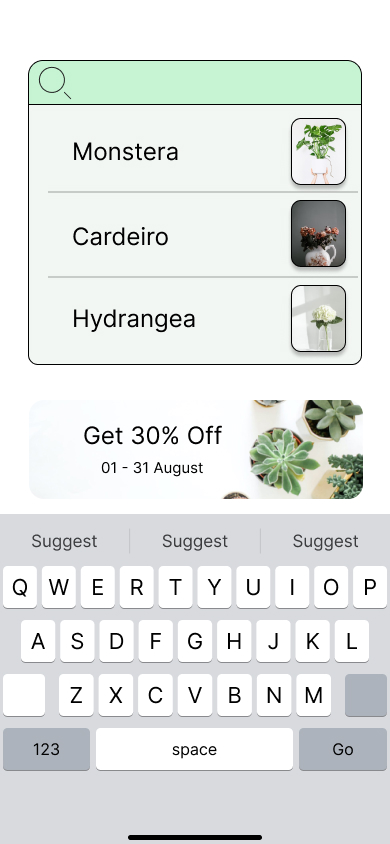 Monstera
Cardeiro
Hydrangea
Get 30% Off
01 - 31 August
Suggest Suggest Suggest
Q W E R T Y U I O P
A S D F G H J K L
Z X C V B N M
123 space Go